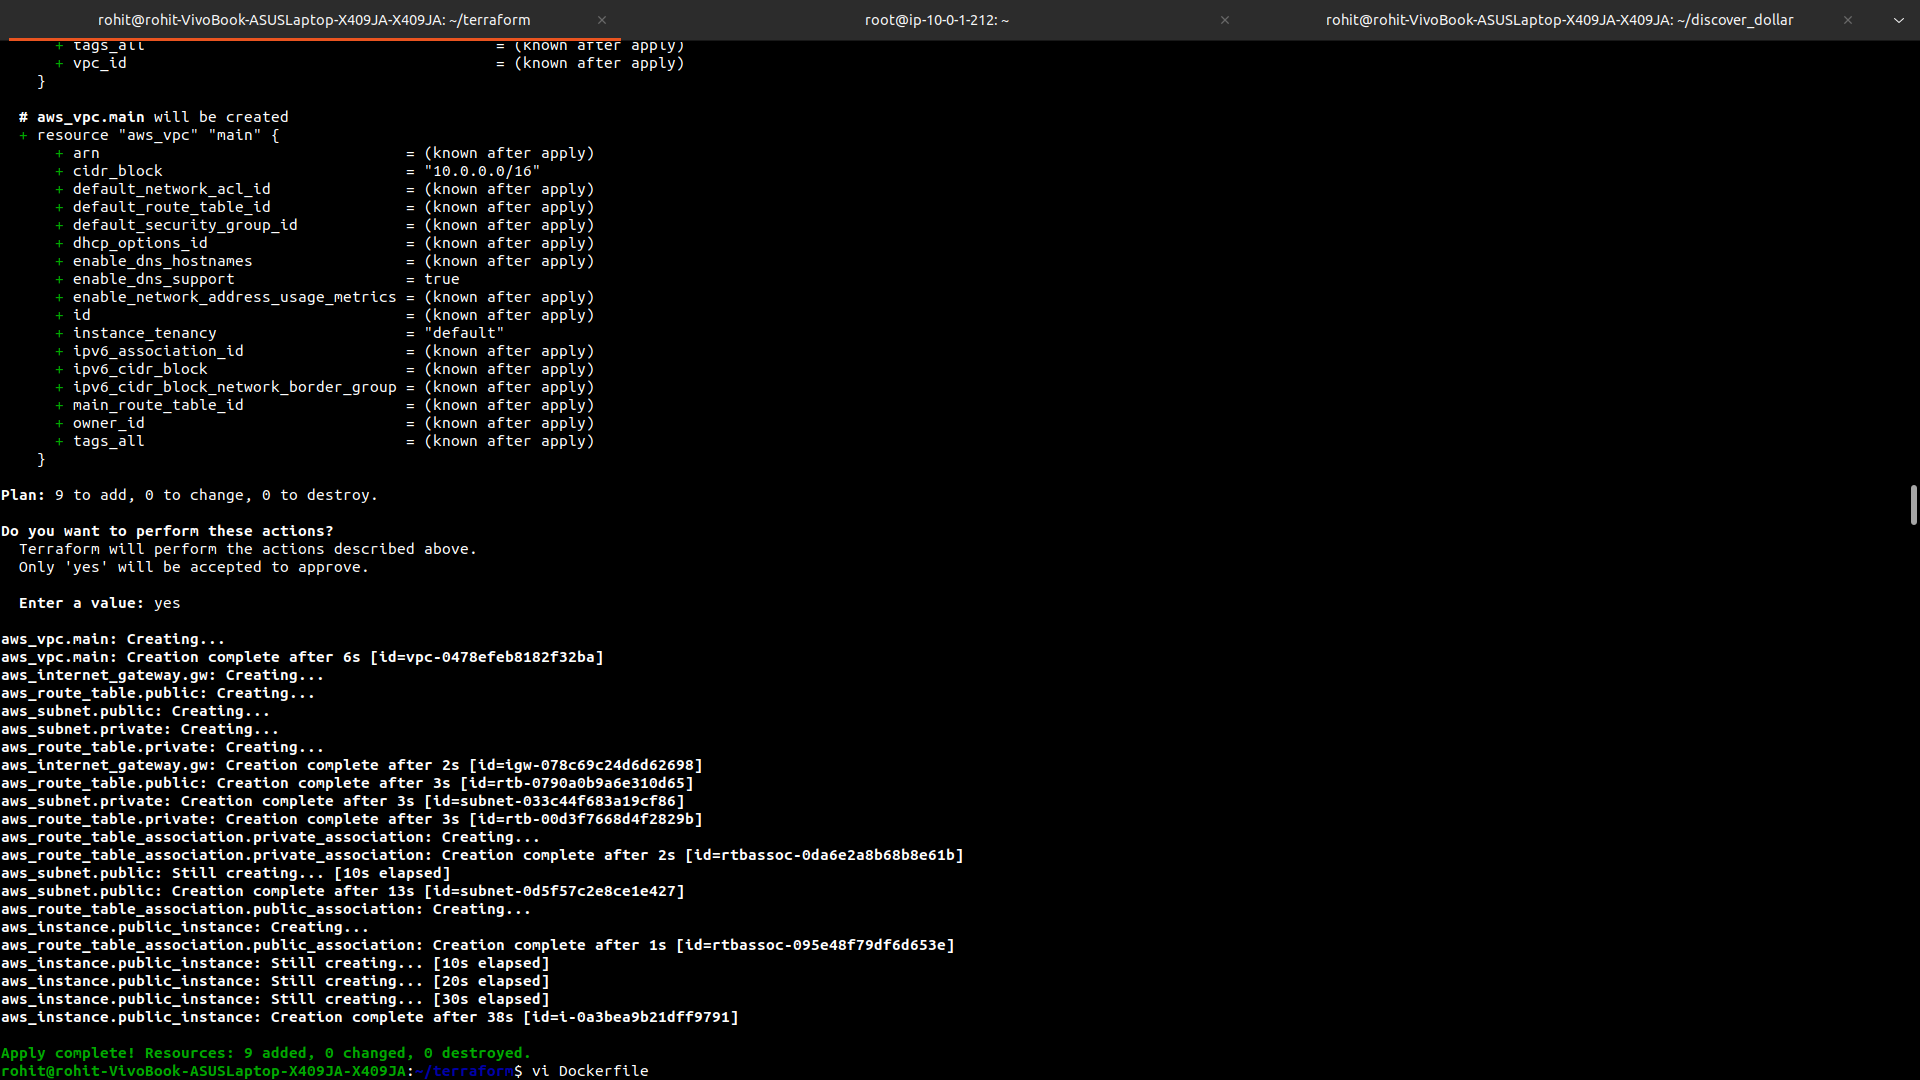 rohit@rohit-VivoBook-ASUSLaptop-X409JA-X409JA: ~/terraform × root@ip-10-0-1-212: ~ × rohit@rohit-VivoBook-ASUSLaptop-X409JA-X409JA: ~/discover_dollar ×
+ tags_all = (known after apply)
+ vpc_id = (known after apply)
}
# aws_vpc.main will be created
+ resource "aws_vpc" "main" {
+ arn = (known after apply)
+ cidr_block = "10.0.0.0/16"
+ default_network_acl_id = (known after apply)
+ default_route_table_id = (known after apply)
+ default_security_group_id = (known after apply)
+ dhcp_options_id = (known after apply)
+ enable_dns_hostnames = (known after apply)
+ enable_dns_support = true
+ enable_network_address_usage_metrics = (known after apply)
+ id = (known after apply)
+ instance_tenancy = "default"
+ ipv6_association_id = (known after apply)
+ ipv6_cidr_block = (known after apply)
+ ipv6_cidr_block_network_border_group = (known after apply)
+ main_route_table_id = (known after apply)
+ owner_id = (known after apply)
+ tags_all = (known after apply)
}
Plan: 9 to add, 0 to change, 0 to destroy.
Do you want to perform these actions?
Terraform will perform the actions described above.
Only 'yes' will be accepted to approve.
Enter a value: yes
aws_vpc.main: Creating...
aws_vpc.main: Creation complete after 6s [id=vpc-0478efeb8182f32ba]
aws_internet_gateway.gw: Creating...
aws_route_table.public: Creating...
aws_subnet.public: Creating...
aws_subnet.private: Creating...
aws_route_table.private: Creating...
aws_internet_gateway.gw: Creation complete after 2s [id=igw-078c69c24d6d62698]
aws_route_table.public: Creation complete after 3s [id=rtb-0790a0b9a6e310d65]
aws_subnet.private: Creation complete after 3s [id=subnet-033c44f683a19cf86]
aws_route_table.private: Creation complete after 3s [id=rtb-00d3f7668d4f2829b]
aws_route_table_association.private_association: Creating...
aws_route_table_association.private_association: Creation complete after 2s [id=rtbassoc-0da6e2a8b68b8e61b]
aws_subnet.public: Still creating... [10s elapsed]
aws_subnet.public: Creation complete after 13s [id=subnet-0d5f57c2e8ce1e427]
aws_route_table_association.public_association: Creating...
aws_instance.public_instance: Creating...
aws_route_table_association.public_association: Creation complete after 1s [id=rtbassoc-095e48f79df6d653e]
aws_instance.public_instance: Still creating... [10s elapsed]
aws_instance.public_instance: Still creating... [20s elapsed]
aws_instance.public_instance: Still creating... [30s elapsed]
aws_instance.public_instance: Creation complete after 38s [id=i-0a3bea9b21dff9791]
Apply complete! Resources: 9 added, 0 changed, 0 destroyed.
rohit@rohit-VivoBook-ASUSLaptop-X409JA-X409JA:~/terraform$ vi Dockerfile